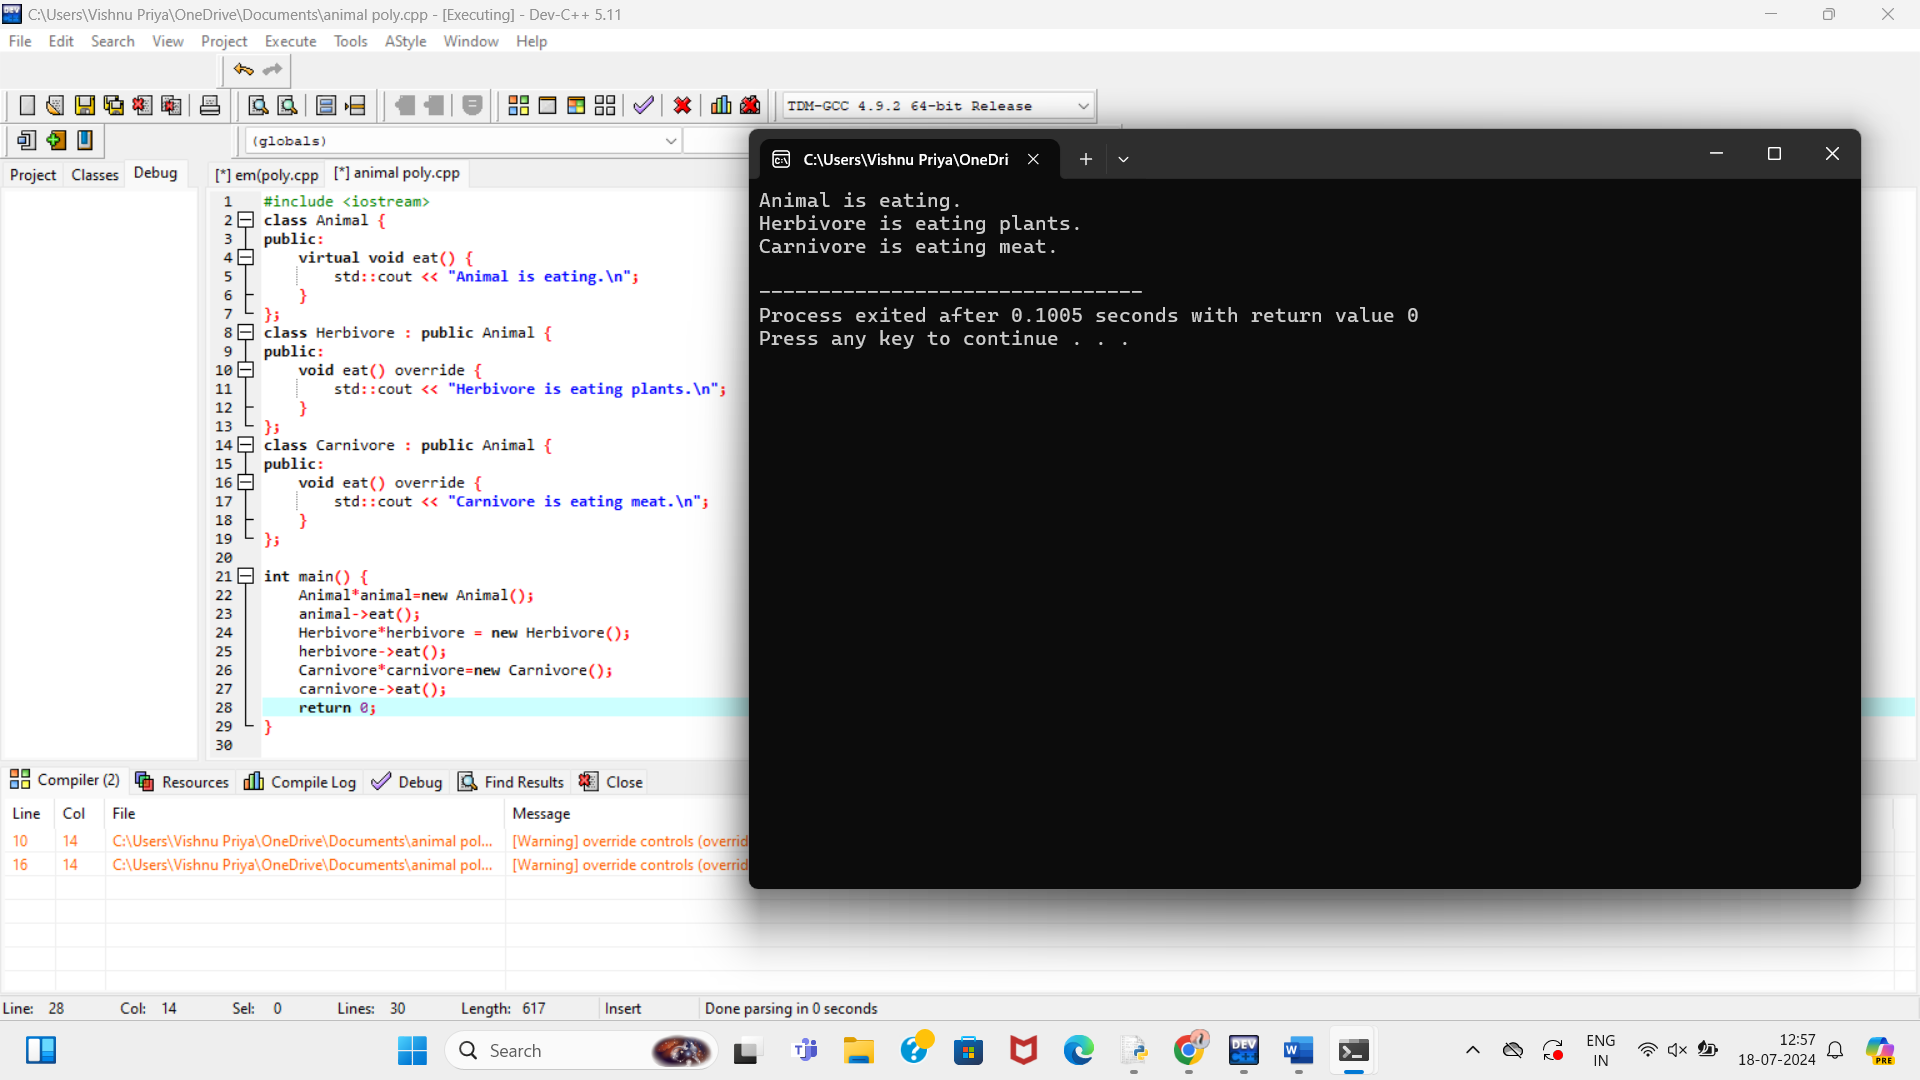 C:\Users\Vishnu Priya\OneDrive\Documents\animal poly.cpp - [Executing] - Dev-C++ 5.11
File Edit Search View Project Execute Tools AStyle Window Help
TDM-GCC 4.9.2 64-bit Release
(globals)
Project Classes Debug
[*] em(poly.cpp [*] animal poly.cpp
1 #include <iostream>
2 class Animal {
3 public:
4 virtual void eat() {
5 std::cout << "Animal is eating.\n";
6 }
7 };
8 class Herbivore : public Animal {
9 public:
10 void eat() override {
11 std::cout << "Herbivore is eating plants.\n";
12 }
13 };
14 class Carnivore : public Animal {
15 public:
16 void eat() override {
17 std::cout << "Carnivore is eating meat.\n";
18 }
19 };
20
21 int main() {
22 Animal*animal=new Animal();
23 animal->eat();
24 Herbivore*herbivore = new Herbivore();
25 herbivore->eat();
26 Carnivore*carnivore=new Carnivore();
27 carnivore->eat();
28 return 0;
29 }
30
C:\Users\Vishnu Priya\OneDri
Animal is eating.
Herbivore is eating plants.
Carnivore is eating meat.
--------------------------------
Process exited after 0.1005 seconds with return value 0
Press any key to continue . . .
Compiler (2) Resources Compile Log Debug Find Results Close
Line Col File Message
10 14 C:\Users\Vishnu Priya\OneDrive\Documents\animal pol... [Warning] override controls (overrid
16 14 C:\Users\Vishnu Priya\OneDrive\Documents\animal pol... [Warning] override controls (overrid
Line: 28 Col: 14 Sel: 0 Lines: 30 Length: 617 Insert Done parsing in 0 seconds
Search
DEV
ENG
IN
12:57
18-07-2024
PRE